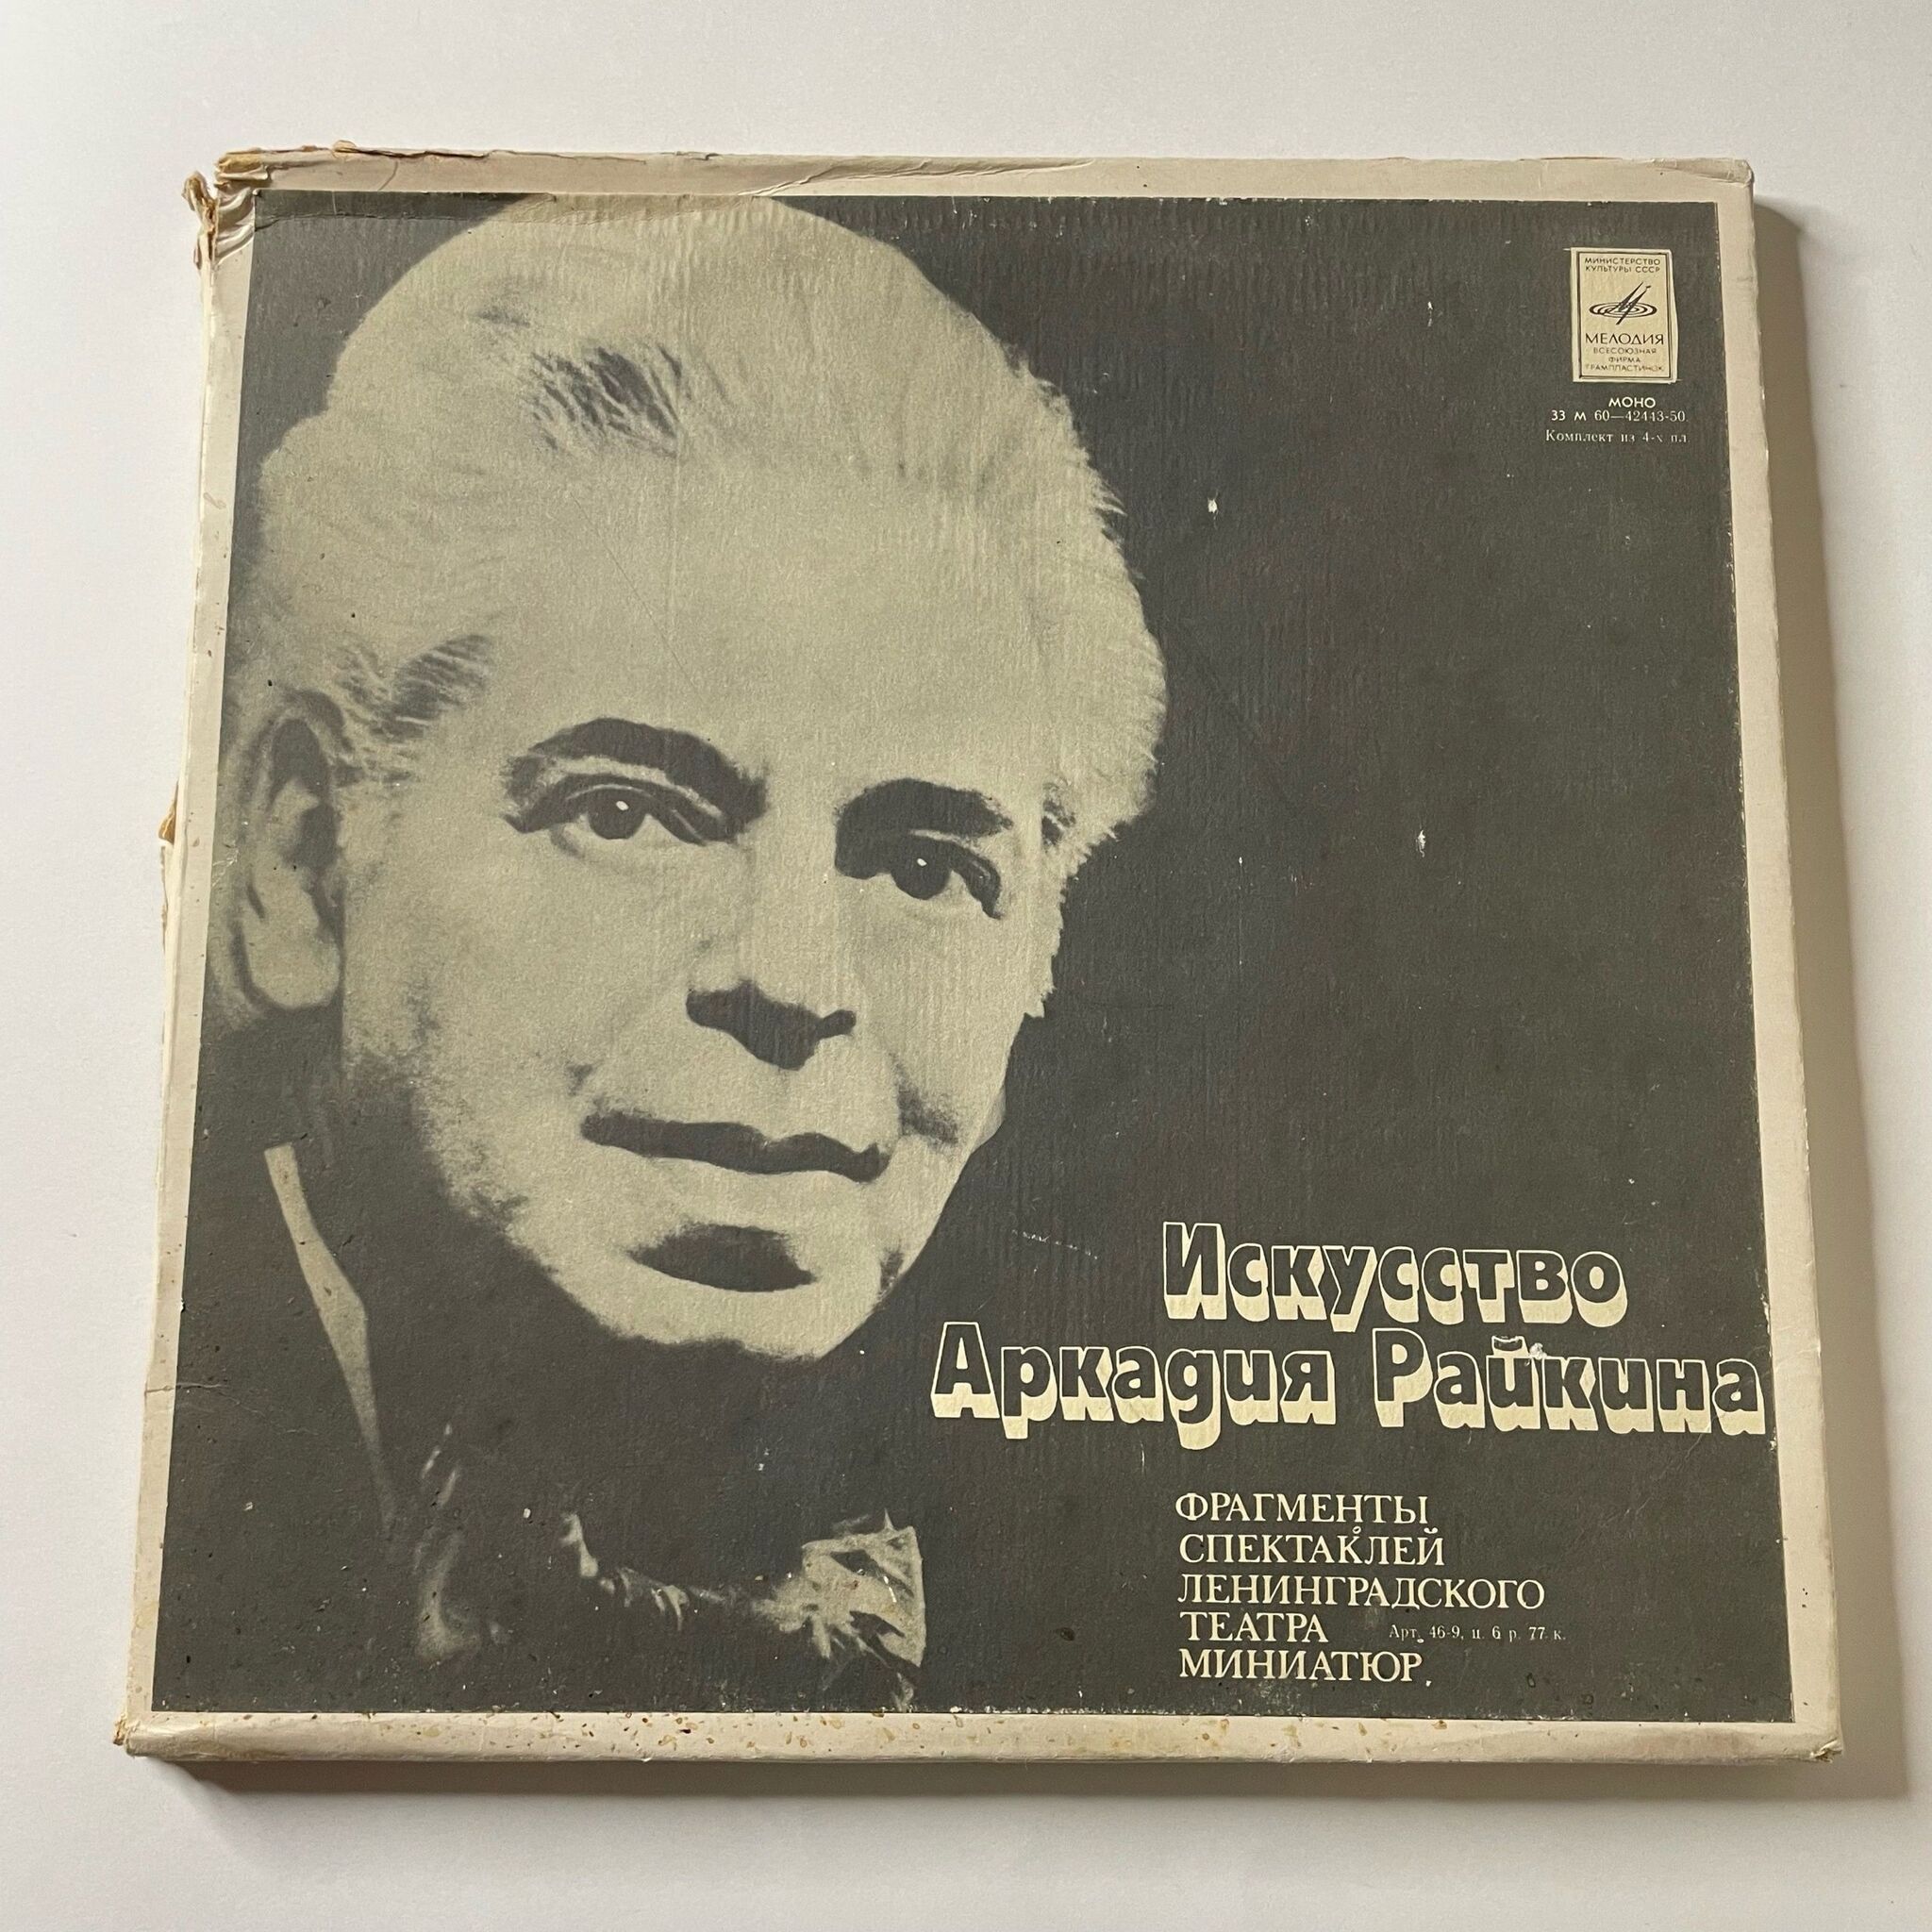 МИНИСТЕРСТВО
КУЛЬТУРЫ СССР
МЕЛОДИЯ
ВСЕСОЮЗНАЯ
ФИРМА
ГРАМПЛАСТИНОК
МОНО
33 М 60—42443-50
Комплект из 4-х пл.
Искусство
Аркадия Райкина
ФРАГМЕНТЫ
СПЕКТАКЛЕЙ
ЛЕНИНГРАДСКОГО
ТЕАТРА
Арт. 46-9, ц. 6 р. 77 к.
МИНИАТЮР